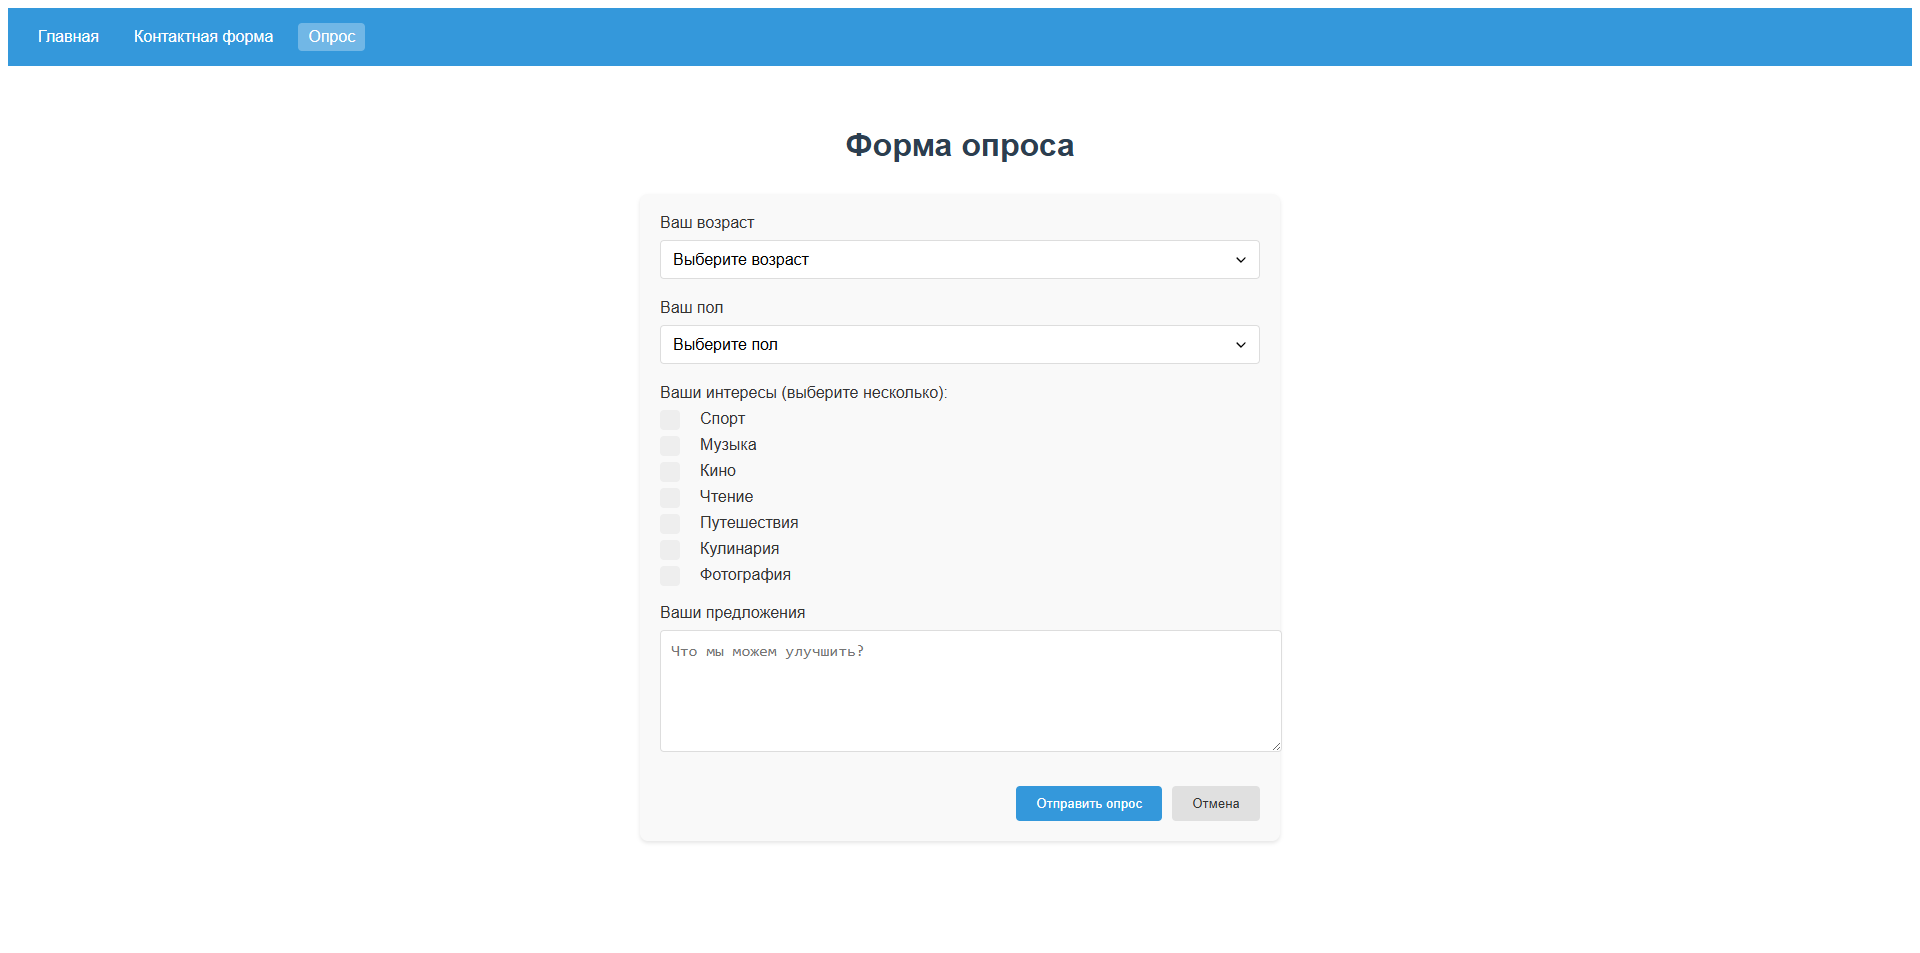 Главная Контактная форма Опрос
Форма опроса
Ваш возраст
Выберите возраст
Ваш пол
Выберите пол
Ваши интересы (выберите несколько):
Спорт
Музыка
Кино
Чтение
Путешествия
Кулинария
Фотография
Ваши предложения
Что мы можем улучшить?
Отправить опрос Отмена